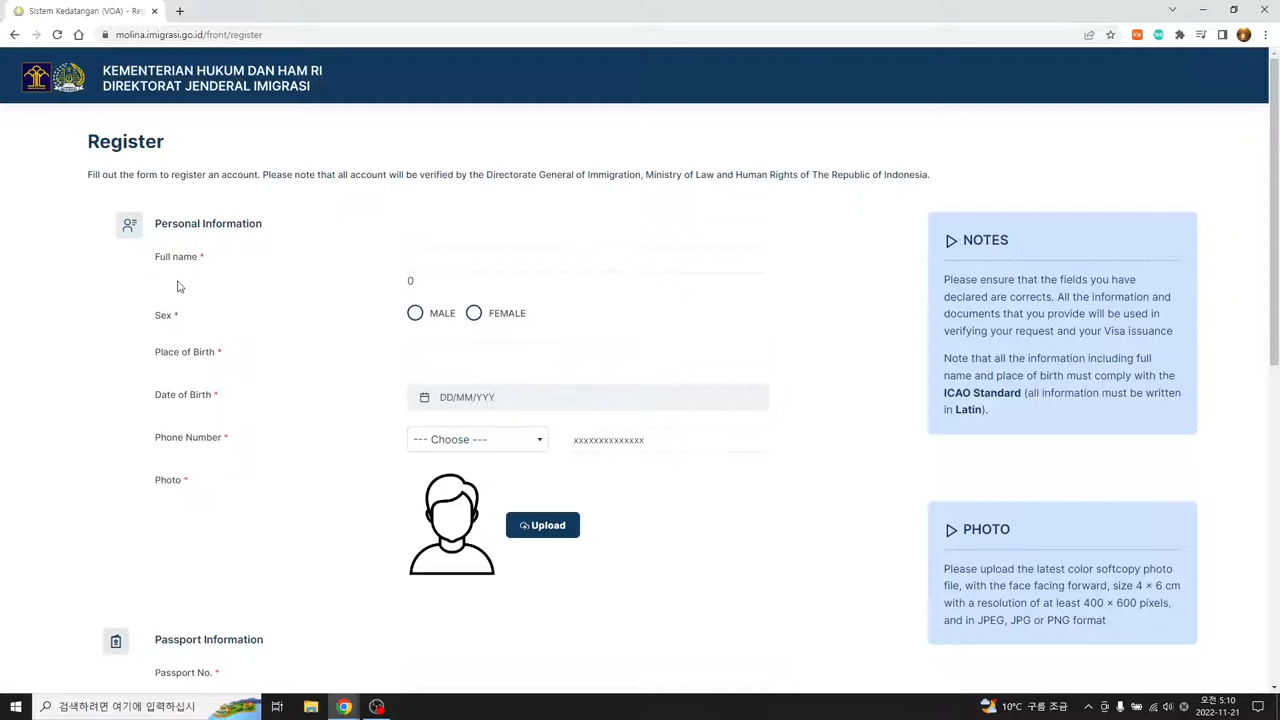 Sistem Kedatangan (VOA) - Reg
molina.imigrasi.go.id/front/register
KEMENTERIAN HUKUM DAN HAM RI
DIREKTORAT JENDERAL IMIGRASI
Register
Fill out the form to register an account. Please note that all account will be verified by the Directorate General of Immigration, Ministry of Law and Human Rights of The Republic of Indonesia.
Personal Information
Full name *
0
Sex *
MALE FEMALE
Place of Birth *
Date of Birth *
DD/MM/YYY
Phone Number *
--- Choose ---
xxxxxxxxxxxxxx
Photo *
Upload
Passport Information
Passport No. *
NOTES
Please ensure that the fields you have
declared are corrects. All the information and
documents that you provide will be used in
verifying your request and your Visa issuance
Note that all the information including full
name and place of birth must comply with the
ICAO Standard (all information must be written
in Latin).
PHOTO
Please upload the latest color softcopy photo
file, with the face facing forward, size 4 × 6 cm
with a resolution of at least 400 × 600 pixels,
and in JPEG, JPG or PNG format
검색하려면 여기에 입력하십시
10°C 구름 조금
오전 5:10
2022-11-21